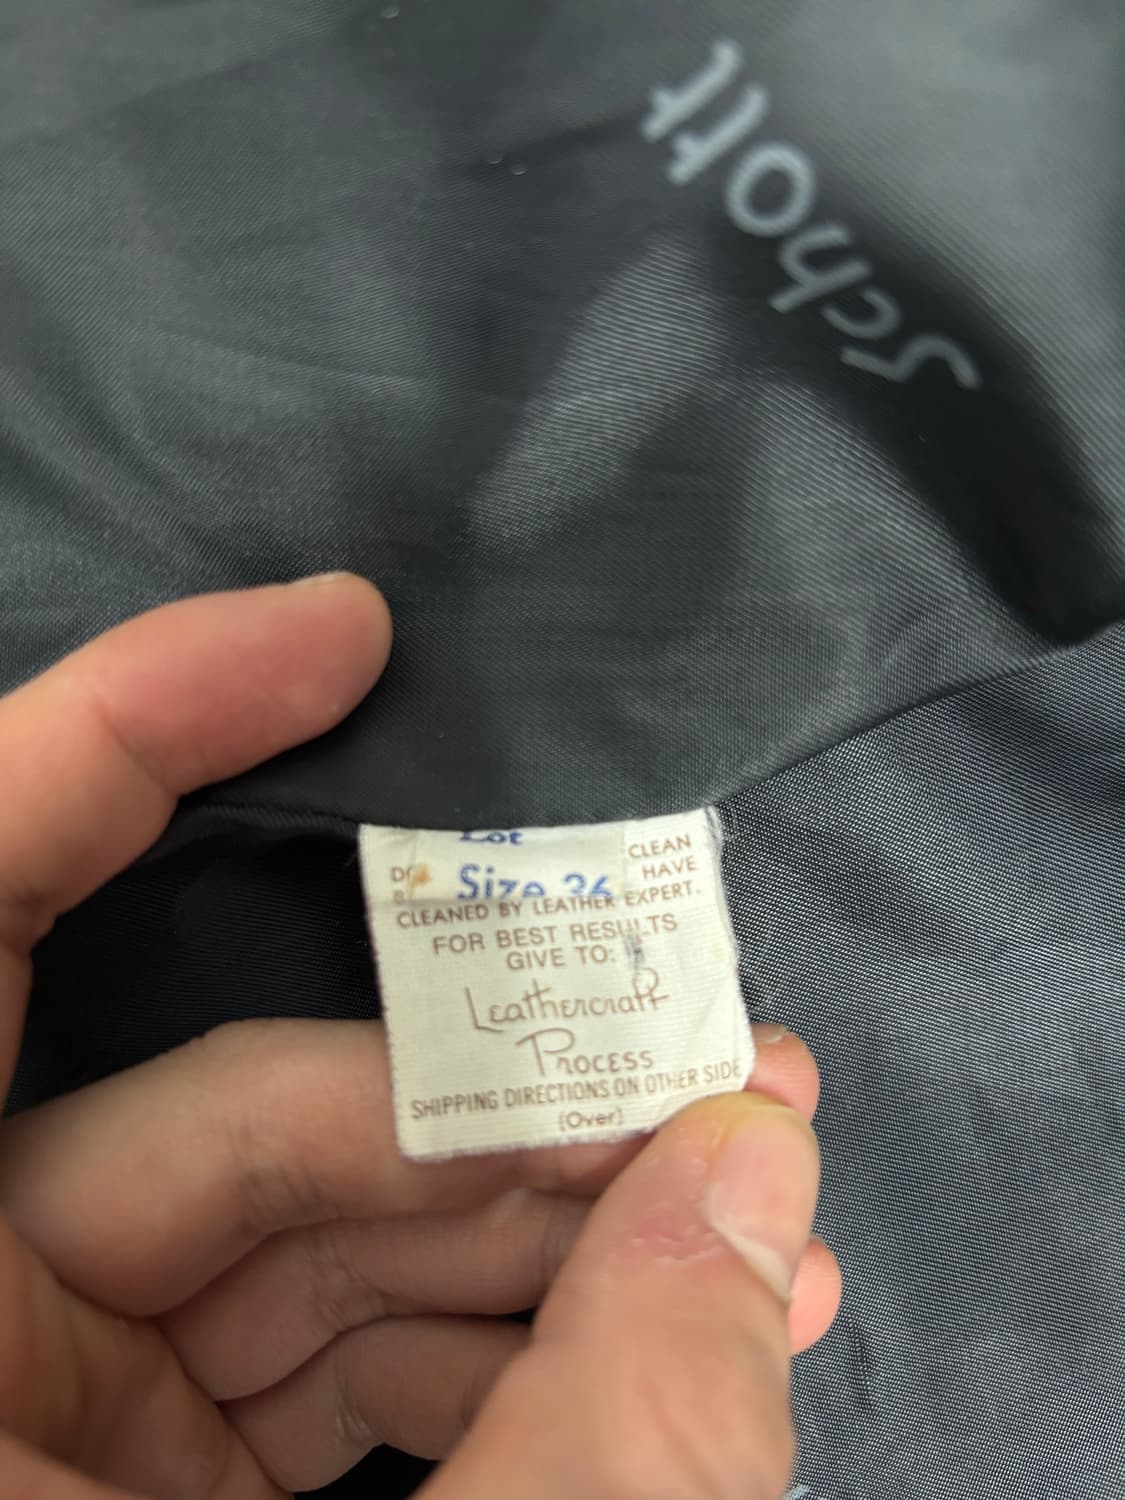 Schott
Lot
CLEAN
HAVE
Size 36
CLEANED BY LEATHER EXPERT.
FOR BEST RESULTS
GIVE TO:
Leathercraft
Process
SHIPPING DIRECTIONS ON OTHER SIDE
(Over)